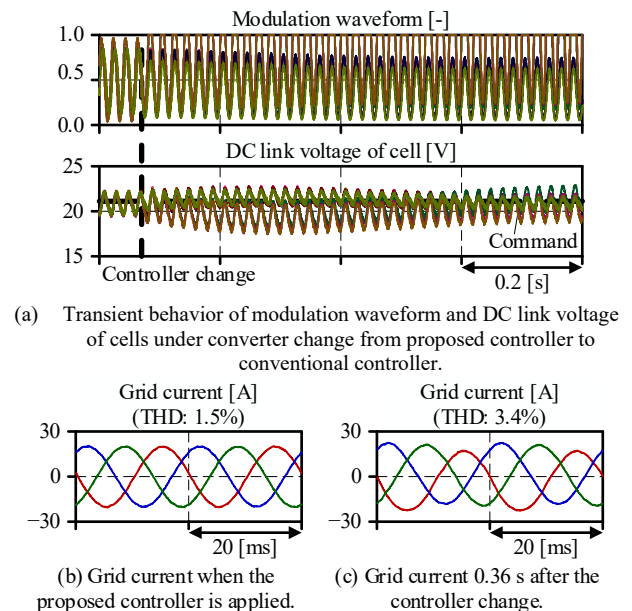 Modulation waveform [-]
1.0
0.5
0.0
DC link voltage of cell [V]
25
20
15
Command
Controller change
0.2 [s]
(a) Transient behavior of modulation waveform and DC link voltage
of cells under converter change from proposed controller to
conventional controller.
Grid current [A]
(THD: 1.5%)
30
0
−30
20 [ms]
(b) Grid current when the
proposed controller is applied.
Grid current [A]
(THD: 3.4%)
30
0
−30
20 [ms]
(c) Grid current 0.36 s after the
controller change.